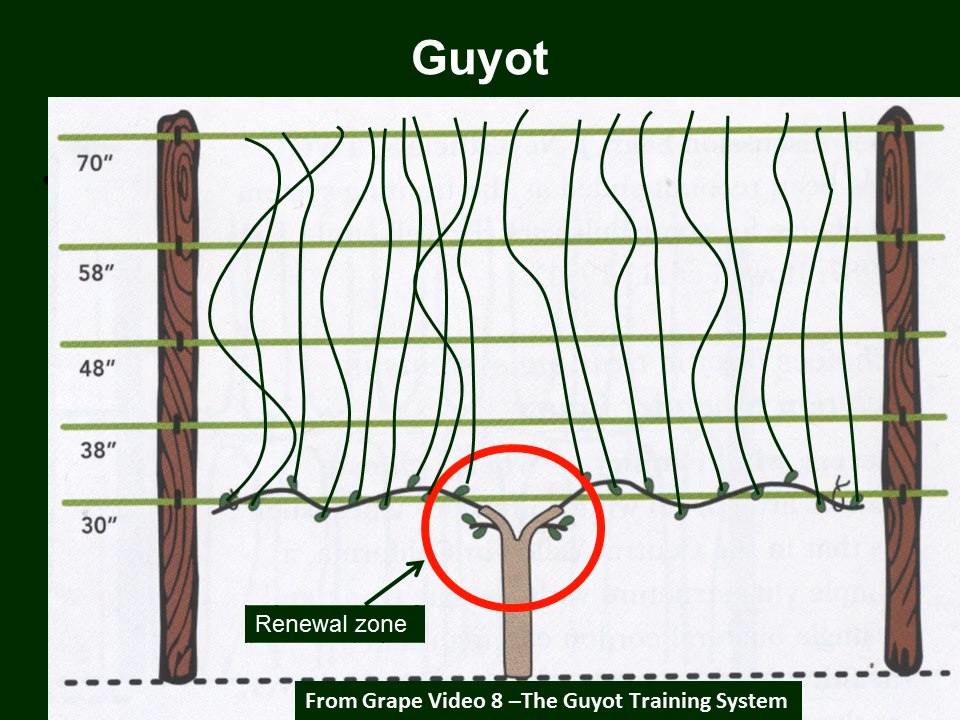 Guyot
70”
58”
48”
38”
30”
Renewal zone
From Grape Video 8 –The Guyot Training System